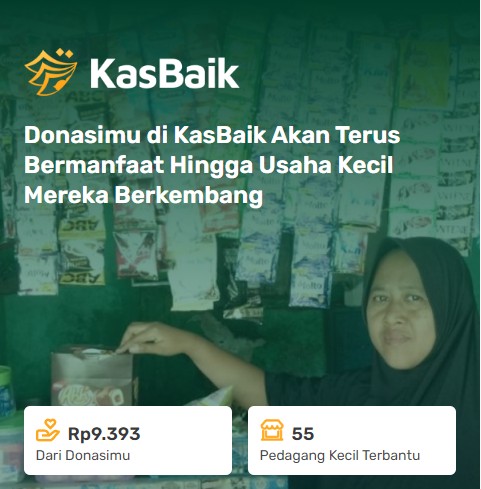 KasBaik
Donasimu di KasBaik Akan Terus
Bermanfaat Hingga Usaha Kecil
Mereka Berkembang
Rp9.393
Dari Donasimu
55
Pedagang Kecil Terbantu